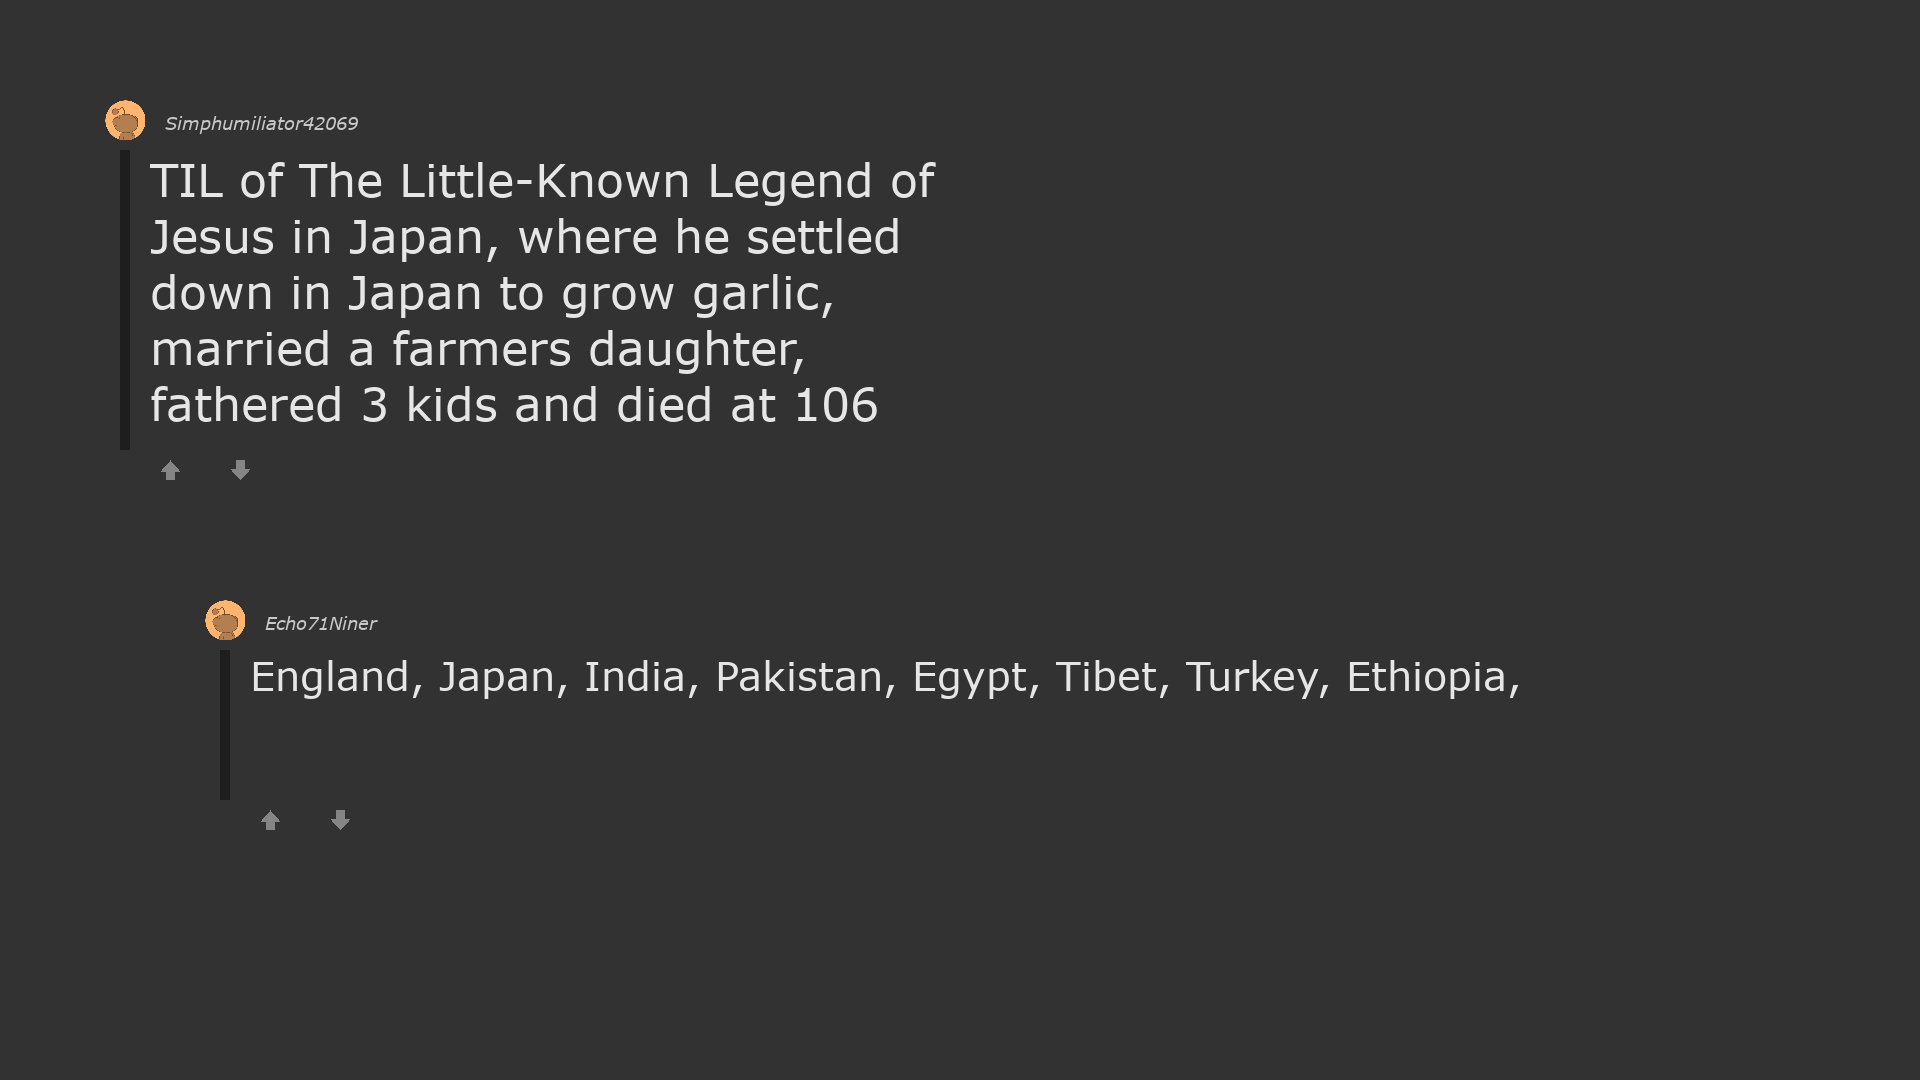 Simphumiliator42069
TIL of The Little-Known Legend of
Jesus in Japan, where he settled
down in Japan to grow garlic,
married a farmers daughter,
fathered 3 kids and died at 106
Echo71Niner
England, Japan, India, Pakistan, Egypt, Tibet, Turkey, Ethiopia,